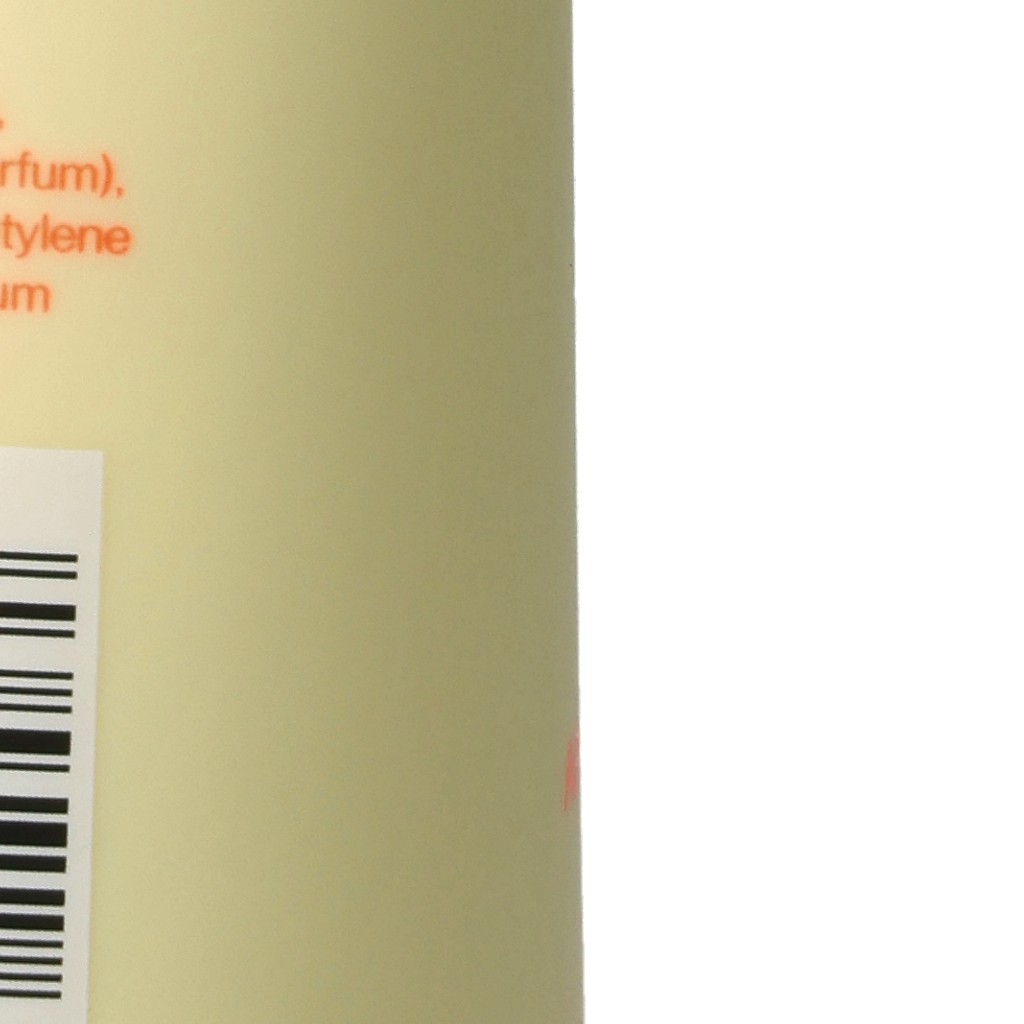 ,
rfum),
tylene
um